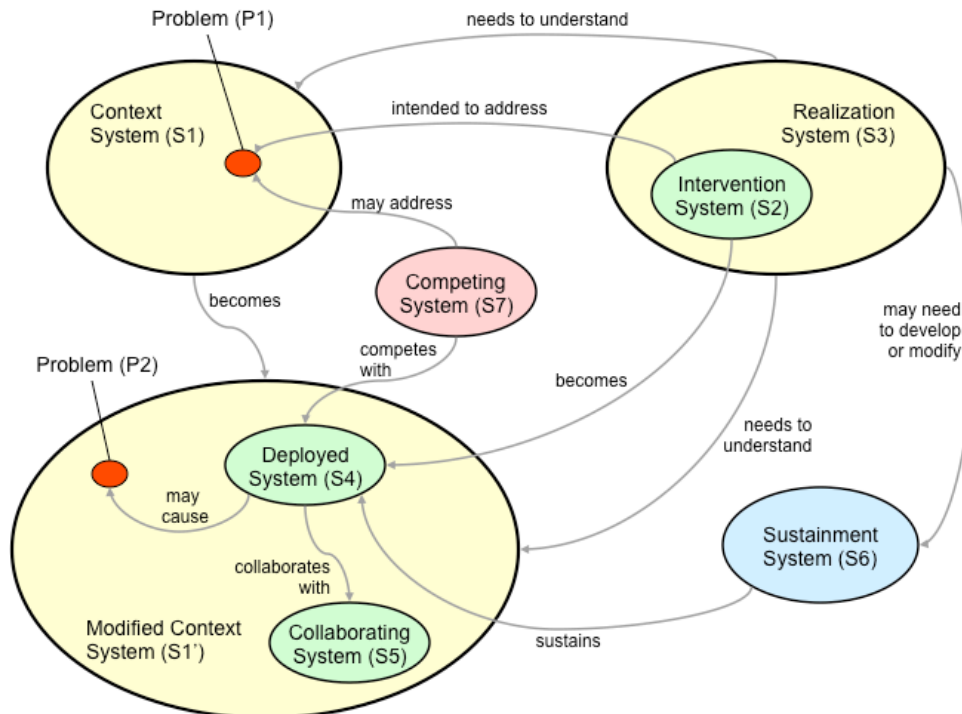 Problem (P1)
needs to understand
Context
System (S1)
intended to address
Realization
System (S3)
Intervention
System (S2)
may address
Competing
System (S7)
becomes
may need
to develop
or modify
competes
with
Problem (P2)
becomes
needs to
understand
Deployed
System (S4)
may
cause
Sustainment
System (S6)
collaborates
with
Modified Context
System (S1')
Collaborating
System (S5)
sustains